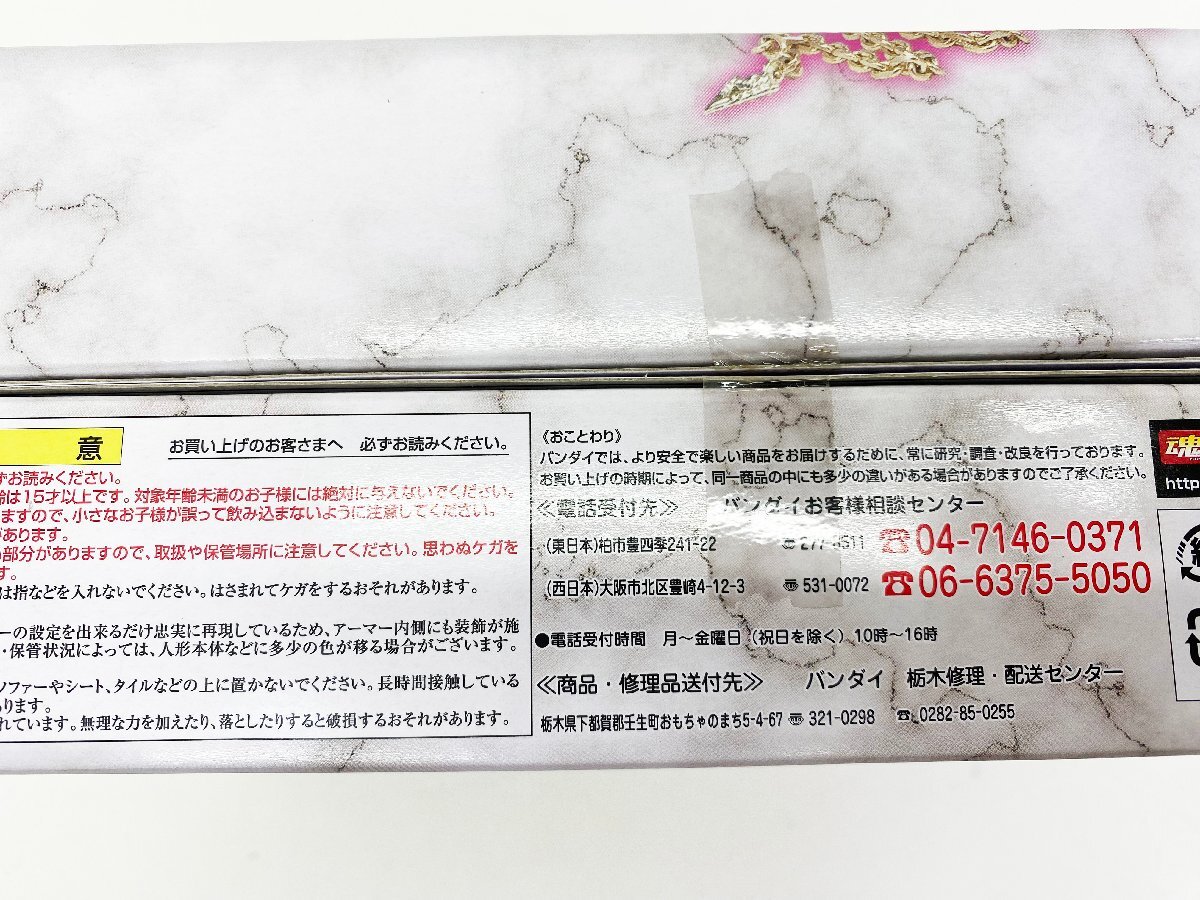 意
お買い上げのお客さまへ 必ずお読みください。
ずお読みください。
齢は15才以上です。対象年齢未満のお子様には絶対に与えないでください。
ますので、小さなお子様が誤って飲み込まないように注意してください。
があります。
い部分がありますので、取扱や保管場所に注意してください。思わぬケガを
す。
は指などを入れないでください。はさまれてケガをするおそれがあります。
ーの設定を出来るだけ忠実に再現しているため、アーマー内側にも装飾が施
・保管状況によっては、人形本体などに多少の色が移る場合がございます。
ソファーやシート、タイルなどの上に置かないでください。長時間接触している
ります。
れています。無理な力を加えたり、落としたりすると破損するおそれがあります。
《おことわり》
バンダイでは、より安全で楽しい商品をお届けするために、常に研究・調査・改良を行っております。
お買い上げの時期によって、同一商品の中にも多少の違いがある場合がありますのでご了承ください。
≪電話受付先≫ バンダイお客様相談センター
(東日本)柏市豊四季241-22 〠277-8511 ☎04-7146-0371
(西日本)大阪市北区豊崎4-12-3 〠531-0072 ☎06-6375-5050
●電話受付時間 月〜金曜日(祝日を除く)10時〜16時
≪商品・修理品送付先≫ バンダイ 栃木修理・配送センター
栃木県下都賀郡壬生町おもちゃのまち5-4-67 〠321-0298 ☎0282-85-0255
魂
http